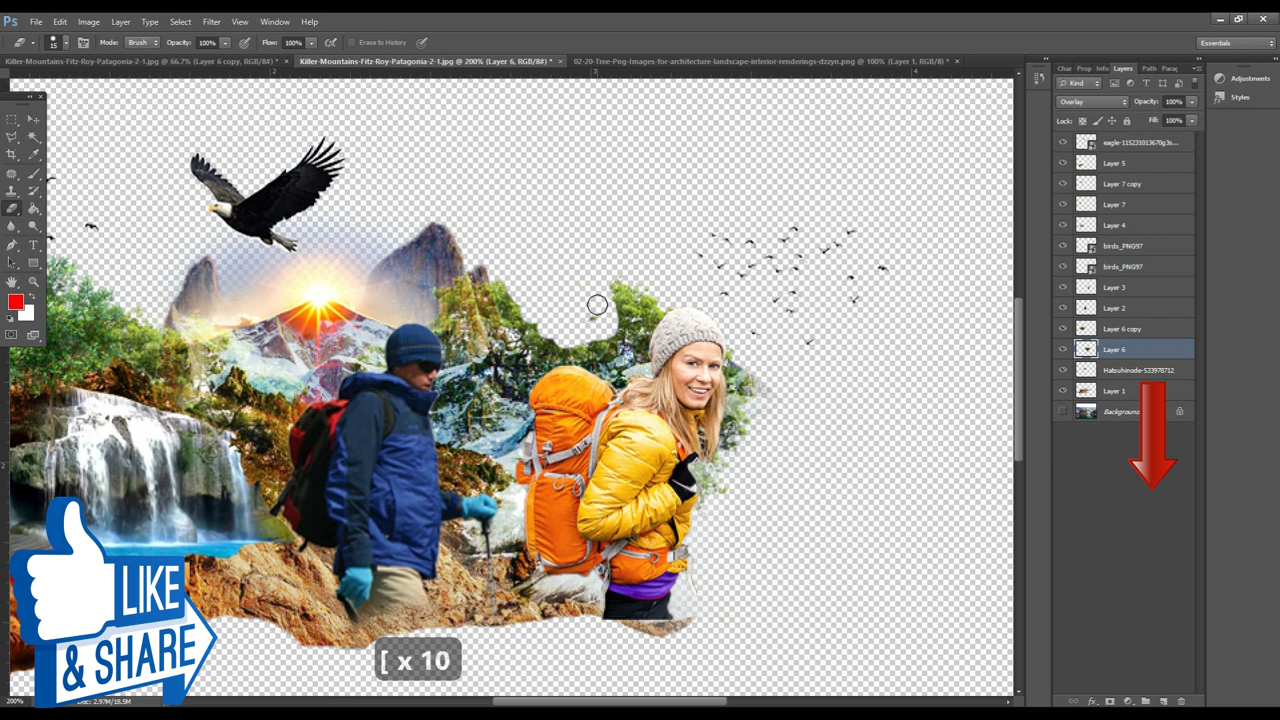 Ps File Edit Image Layer Type Select Filter View Window Help
15 Mode: Brush Opacity: 100% Flow: 100% Erase to History Essentials
Killer-Mountains-Fitz-Roy-Patagonia-2-1.jpg @ 66.7% (Layer 6 copy, RGB/8#) * × Killer-Mountains-Fitz-Roy-Patagonia-2-1.jpg @ 200% (Layer 6, RGB/8#) * × 02-20-Tree-Png-Images-for-architecture-landscape-interior-renderings-dzzyn.png @ 100% (Layer 1, RGB/8*) * ×
2 3 4
Char Prop Info Layers Path Para
Kind
Overlay Opacity: 100%
Lock: Fill: 100%
eagle-115231013670g3s...
Layer 5
Layer 7 copy
Layer 7
Layer 4
birds_PNG97
birds_PNG97
Layer 3
Layer 2
Layer 6 copy
Layer 6
Hatsuhinode-533978712
Layer 1
Background
Adjustments
Styles
LIKE
& SHARE
[ x 10
200% Doc: 2.97M/18.5M